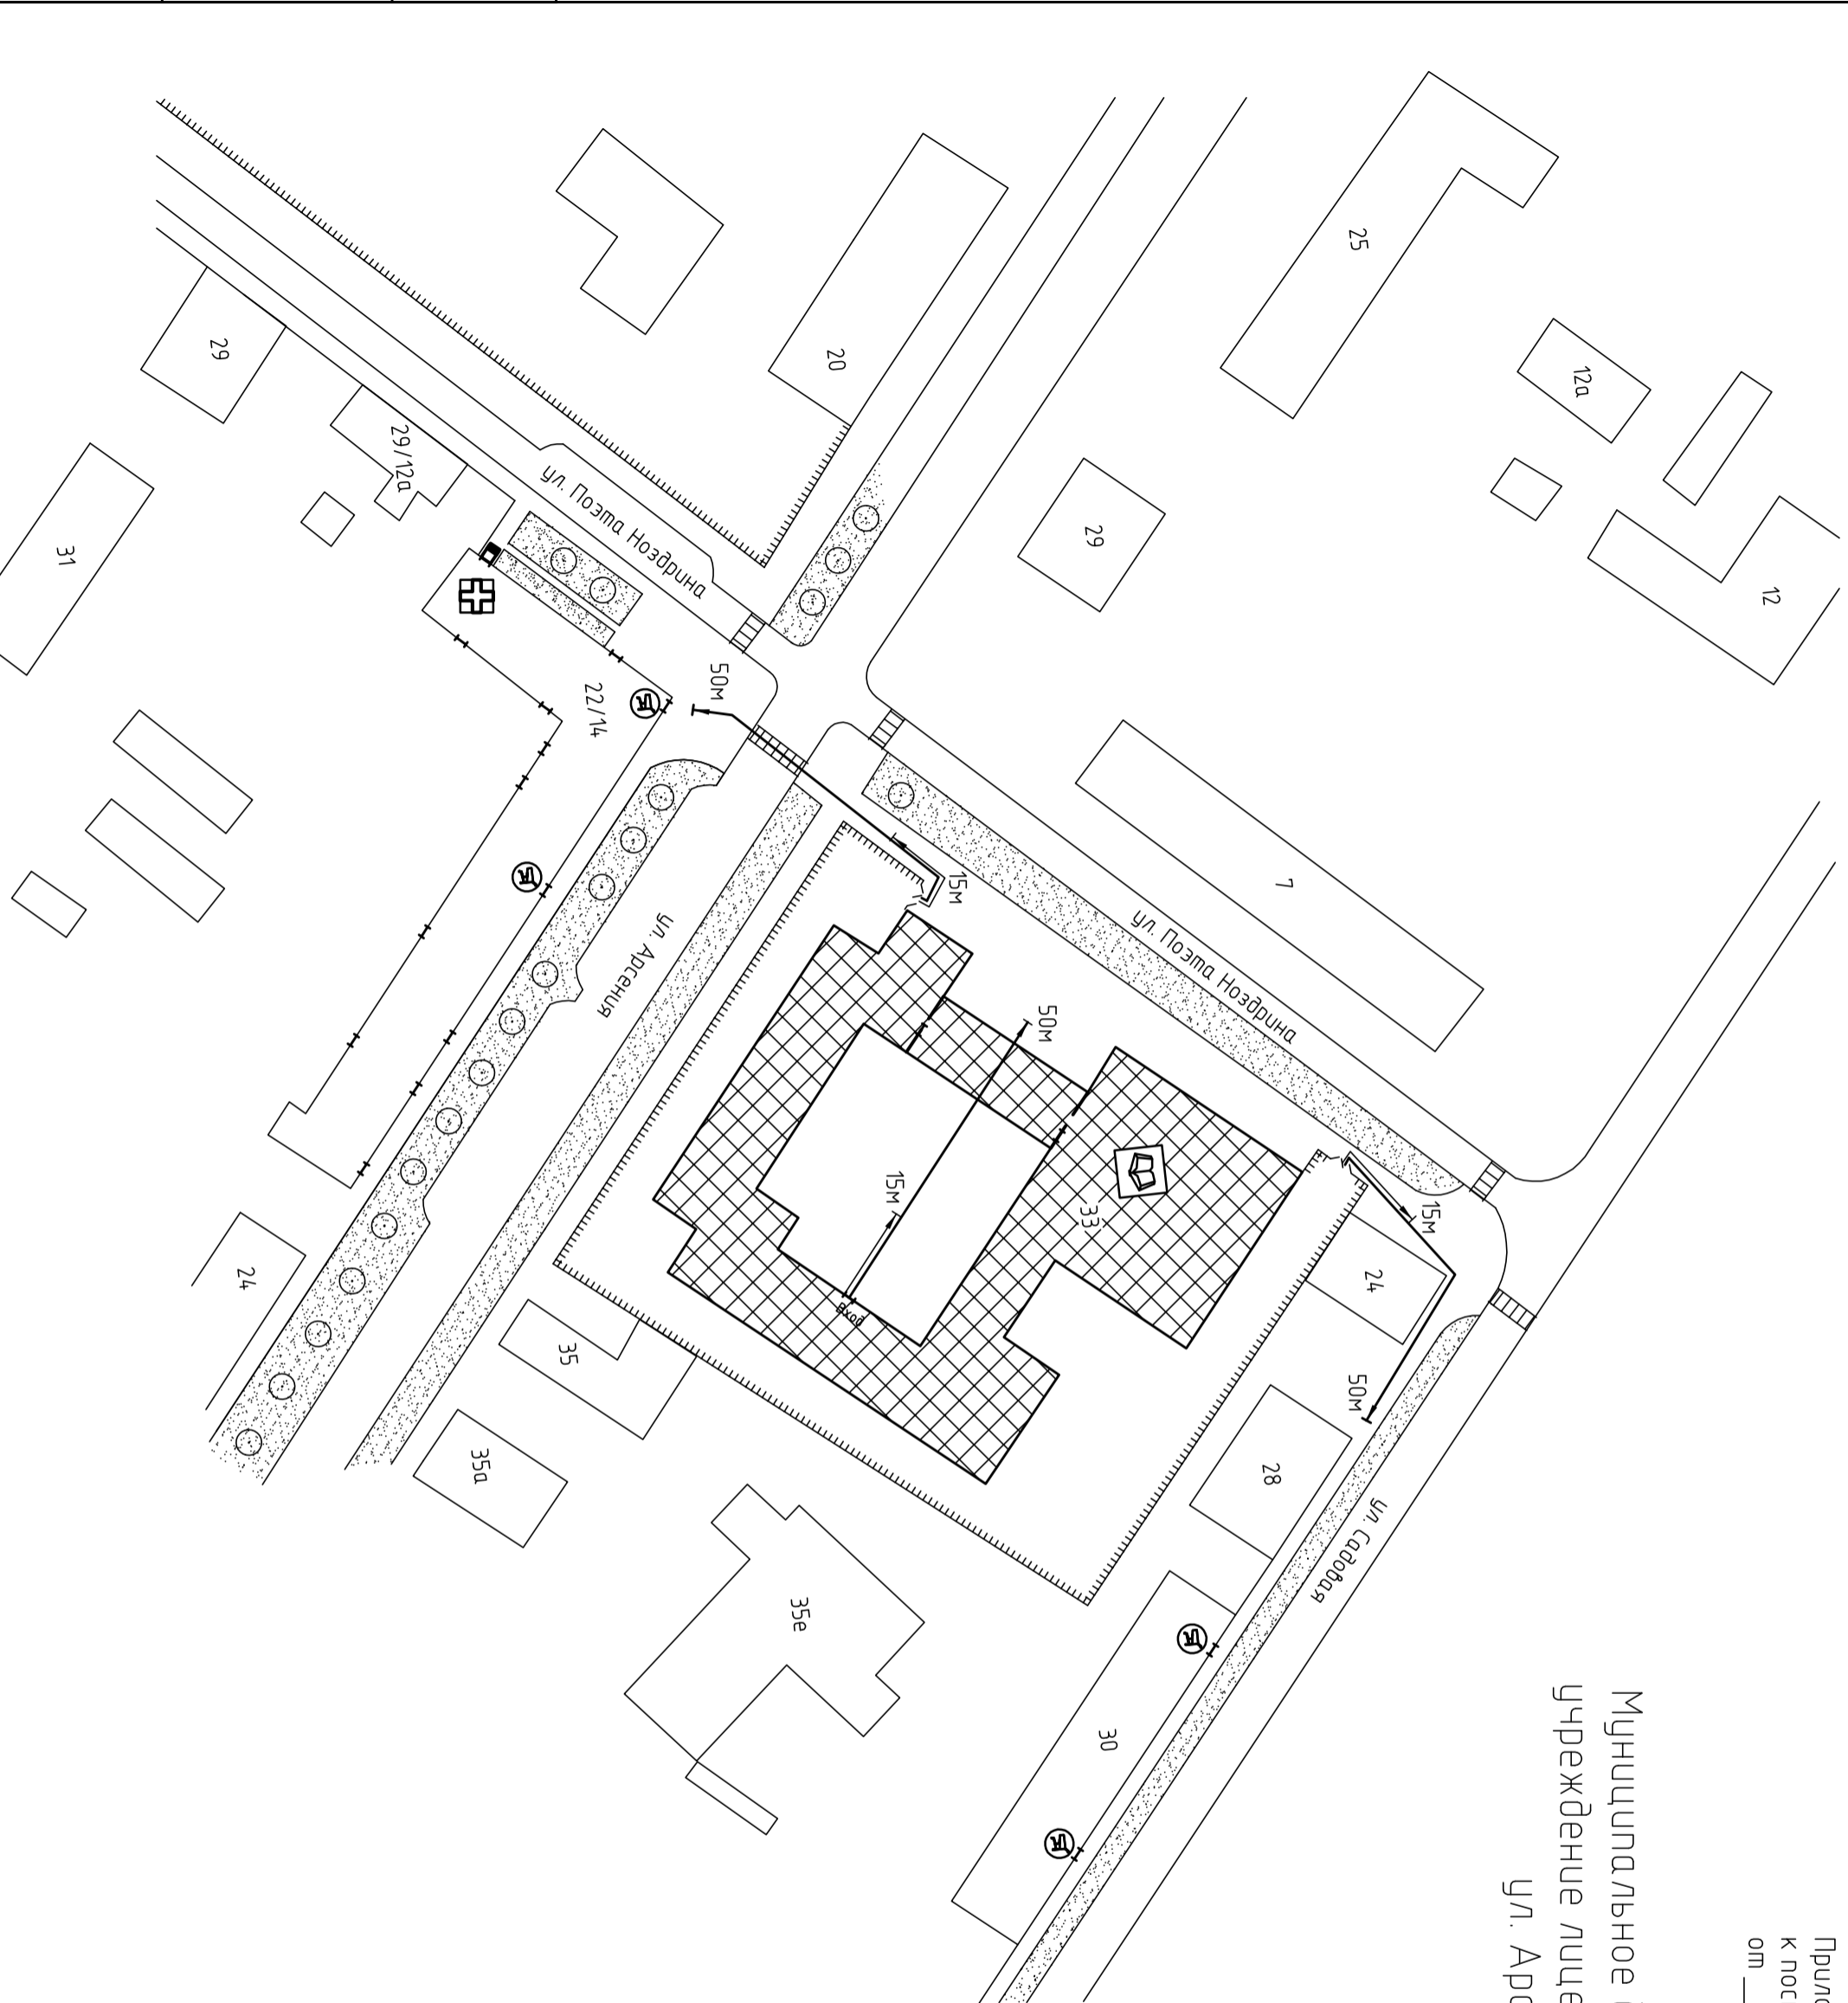 Прило
к пос
от
Муниципальное
учреждение лице
ул. Арс
25
12а
20
29
12
29
29/12а
31
ул. Поэта Ноздрина
50м
22/14
7
15м
ул. Поэта Ноздрина
ул. Арсения
50м
15м
33
15м
Вход
24
24
50м
35
28
35а
ул. Садовая
35е
30